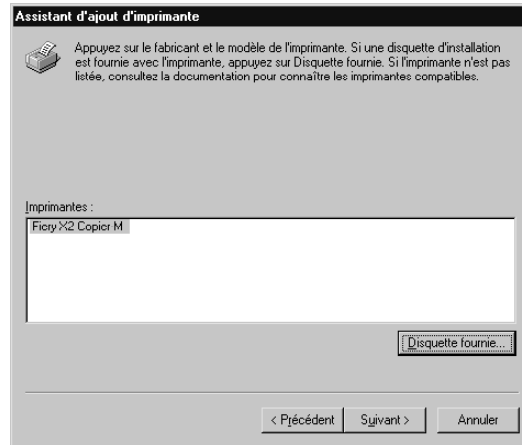 Assistant d'ajout d'imprimante
Appuyez sur le fabricant et le modèle de l'imprimante. Si une disquette d'installation
est fournie avec l'imprimante, appuyez sur Disquette fournie. Si l'imprimante n'est pas
listée, consultez la documentation pour connaître les imprimantes compatibles.
Imprimantes :
Fiery X2 Copier M
Disquette fournie...
< Précédent
Suivant >
Annuler